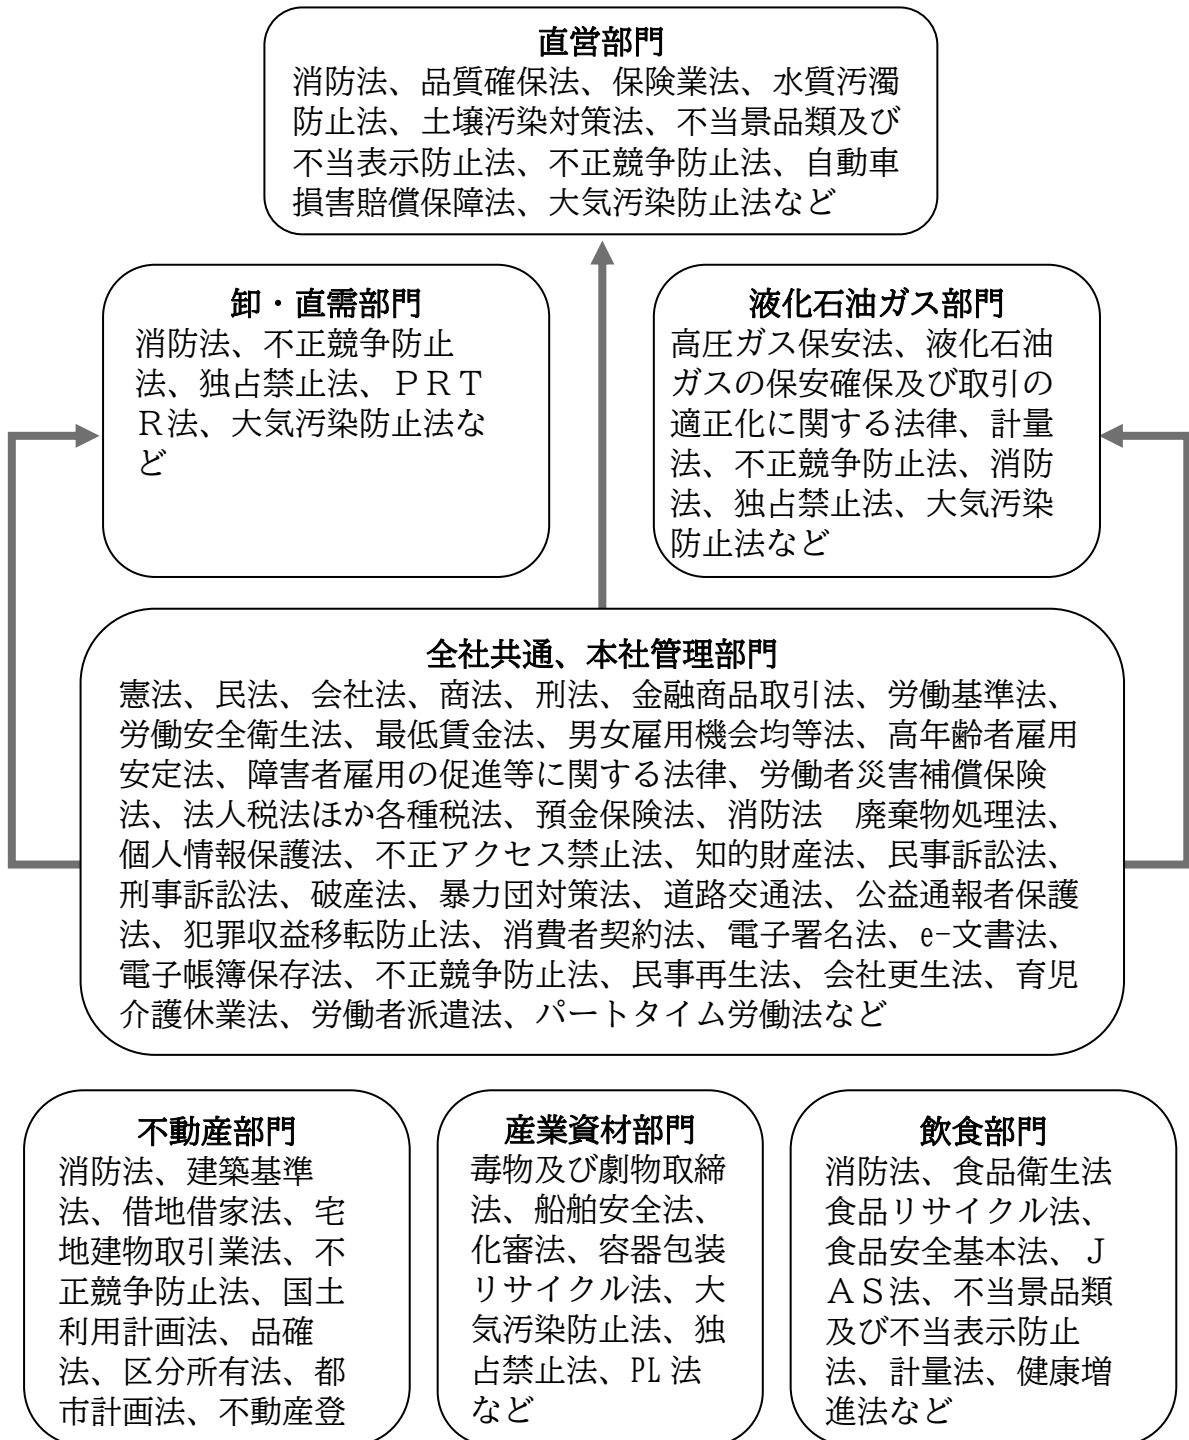 直営部門
消防法、品質確保法、保険業法、水質汚濁
防止法、土壌汚染対策法、不当景品類及び
不当表示防止法、不正競争防止法、自動車
損害賠償保障法、大気汚染防止法など
卸・直需部門
消防法、不正競争防止
法、独占禁止法、ＰＲＴ
Ｒ法、大気汚染防止法な
ど
液化石油ガス部門
高圧ガス保安法、液化石油
ガスの保安確保及び取引の
適正化に関する法律、計量
法、不正競争防止法、消防
法、独占禁止法、大気汚染
防止法など
全社共通、本社管理部門
憲法、民法、会社法、商法、刑法、金融商品取引法、労働基準法、
労働安全衛生法、最低賃金法、男女雇用機会均等法、高年齢者雇用
安定法、障害者雇用の促進等に関する法律、労働者災害補償保険
法、法人税法ほか各種税法、預金保険法、消防法　廃棄物処理法、
個人情報保護法、不正アクセス禁止法、知的財産法、民事訴訟法、
刑事訴訟法、破産法、暴力団対策法、道路交通法、公益通報者保護
法、犯罪収益移転防止法、消費者契約法、電子署名法、e-文書法、
電子帳簿保存法、不正競争防止法、民事再生法、会社更生法、育児
介護休業法、労働者派遣法、パートタイム労働法など
不動産部門
消防法、建築基準
法、借地借家法、宅
地建物取引業法、不
正競争防止法、国土
利用計画法、品確
法、区分所有法、都
市計画法、不動産登
産業資材部門
毒物及び劇物取締
法、船舶安全法、
化審法、容器包装
リサイクル法、大
気汚染防止法、独
占禁止法、PL 法
など
飲食部門
消防法、食品衛生法
食品リサイクル法、
食品安全基本法、Ｊ
ＡＳ法、不当景品類
及び不当表示防止
法、計量法、健康増
進法など